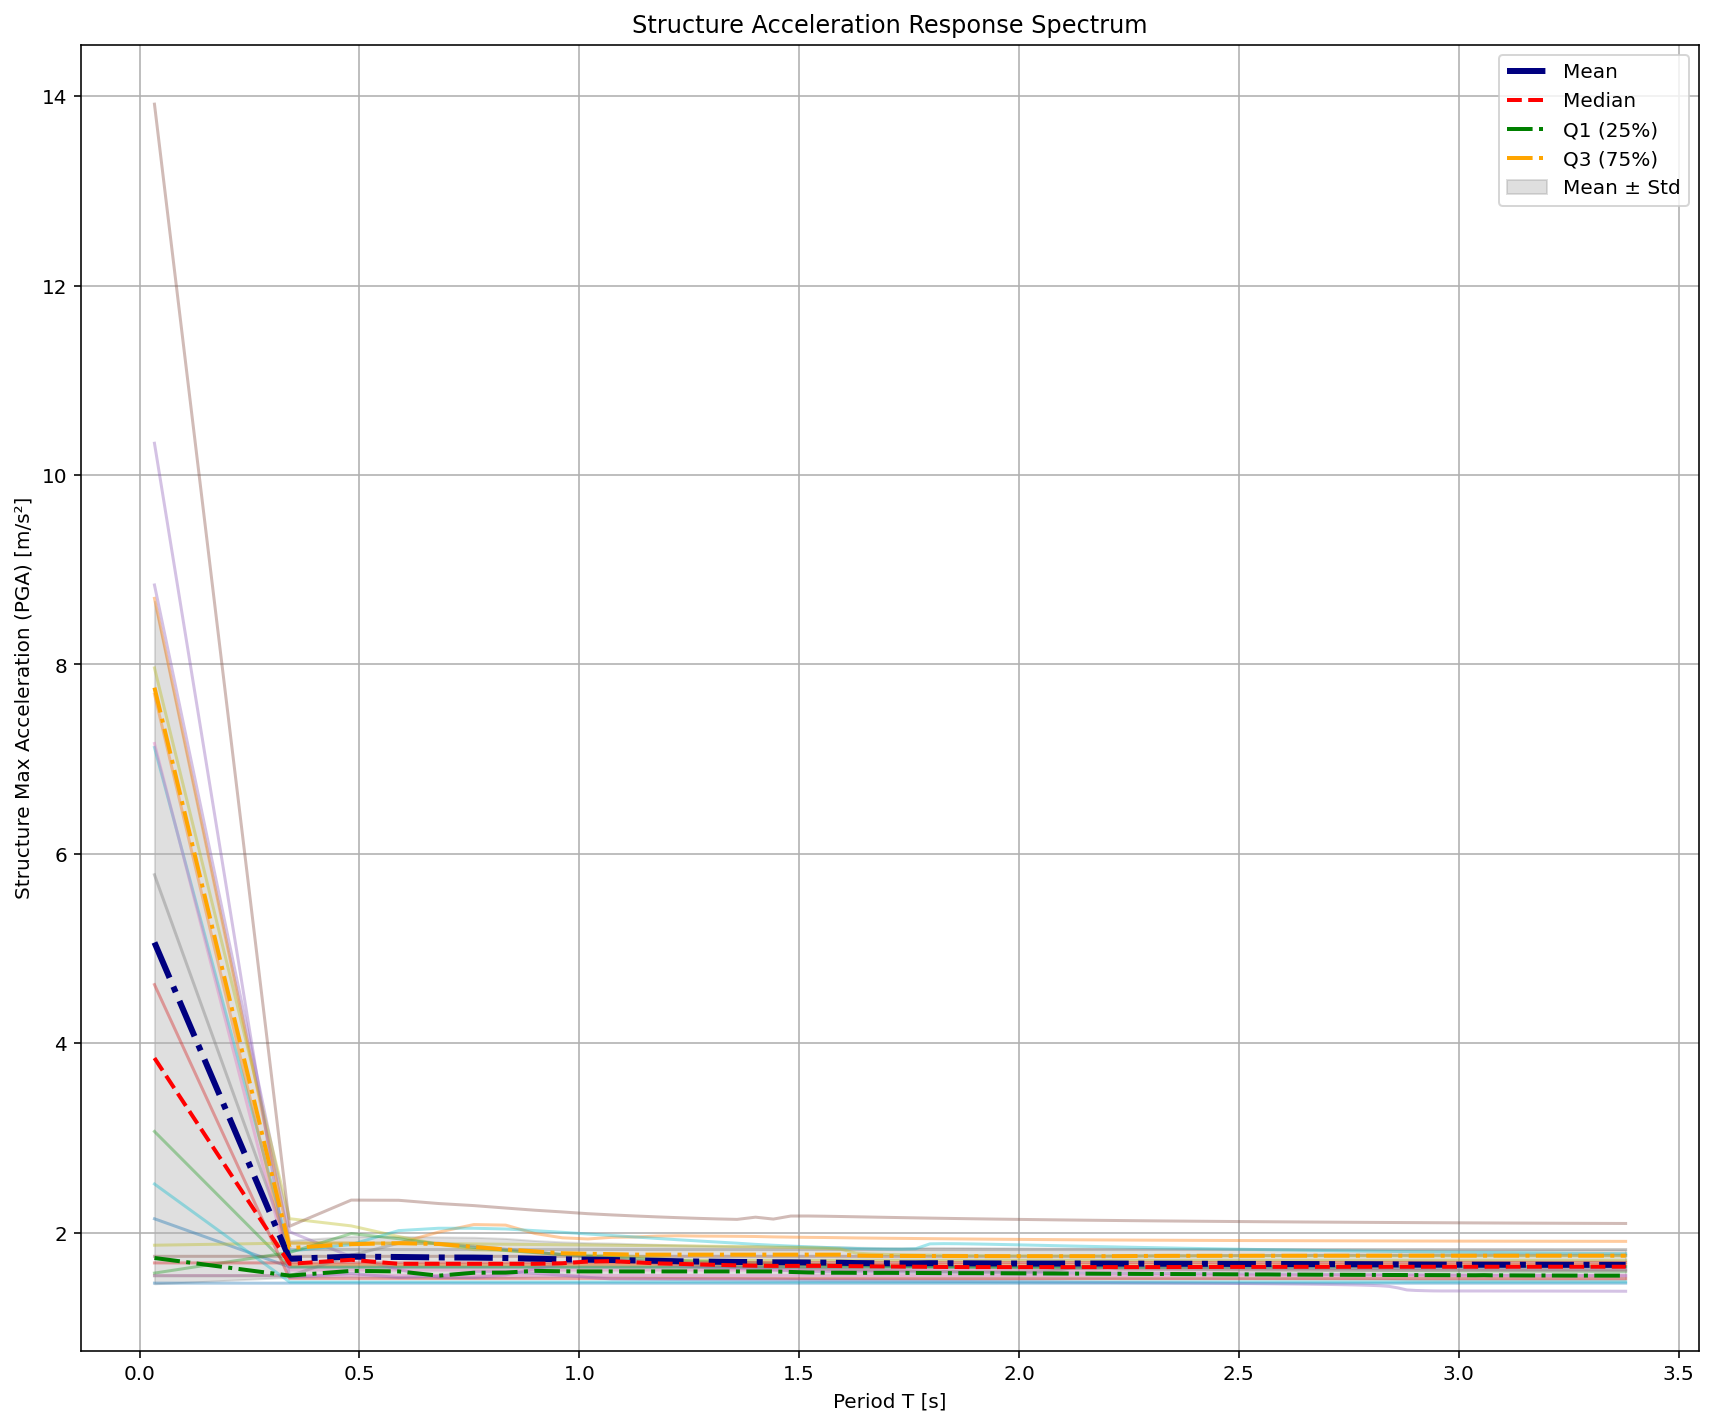 Structure Acceleration Response Spectrum
Mean
Median
Q1 (25%)
Q3 (75%)
Mean ± Std
14
12
10
8
6
4
2
Structure Max Acceleration (PGA) [m/s²]
0.0 0.5 1.0 1.5 2.0 2.5 3.0 3.5
Period T [s]